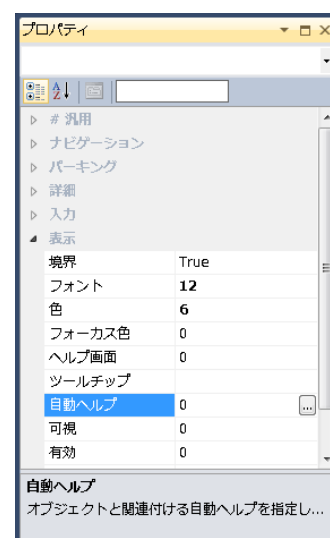 プロパティ
# 汎用
ナビゲーション
パーキング
詳細
入力
表示
境界 True
フォント 12
色 6
フォーカス色 0
ヘルプ画面 0
ツールチップ
自動ヘルプ 0 ...
可視 0
有効 0
自動ヘルプ
オブジェクトと関連付ける自動ヘルプを指定し...